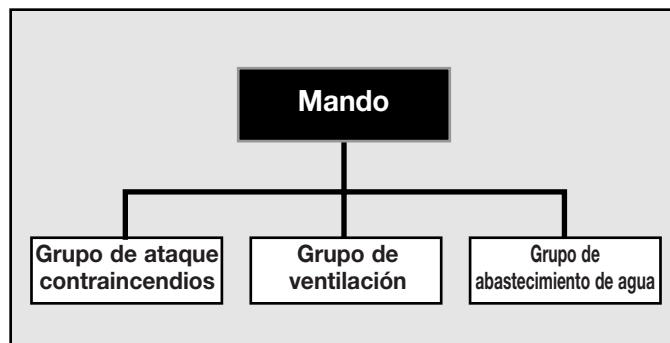 Mando
Grupo de ataque
contraincendios
Grupo de
ventilación
Grupo de
abastecimiento de agua